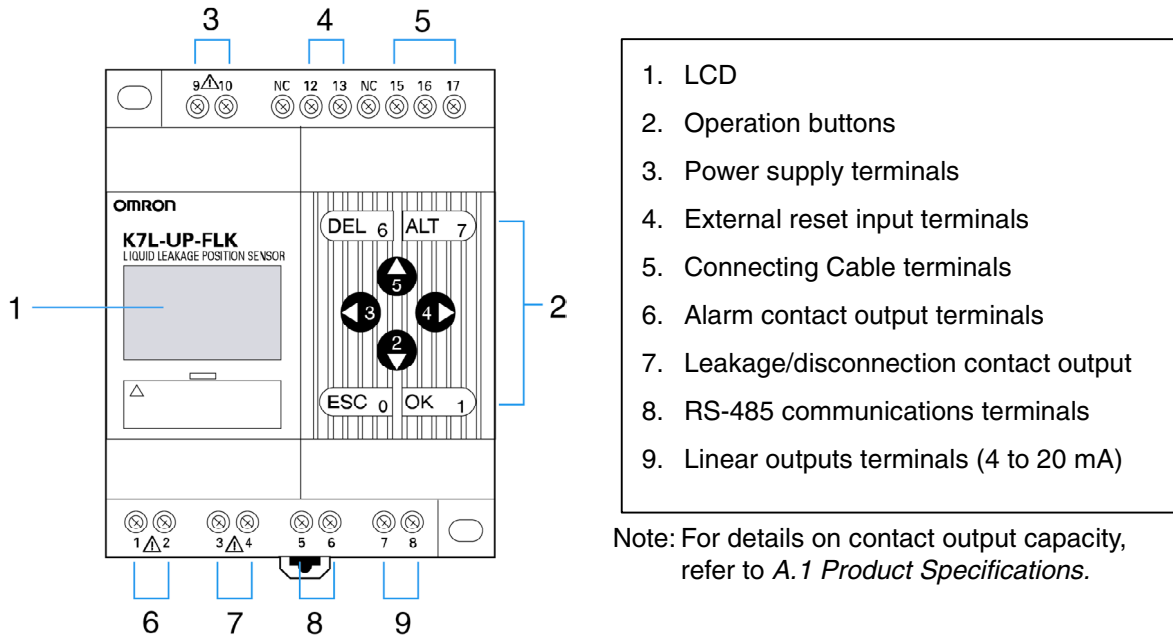 3 4 5
9 10 NC 12 13 NC 15 16 17
OMRON
K7L-UP-FLK
LIQUID LEAKAGE POSITION SENSOR
DEL 6 ALT 7
5
3 4
2
ESC 0 OK 1
1
2
1 2 3 4 5 6 7 8
6 7 8 9
1. LCD
2. Operation buttons
3. Power supply terminals
4. External reset input terminals
5. Connecting Cable terminals
6. Alarm contact output terminals
7. Leakage/disconnection contact output
8. RS-485 communications terminals
9. Linear outputs terminals (4 to 20 mA)
Note: For details on contact output capacity,
refer to A.1 Product Specifications.